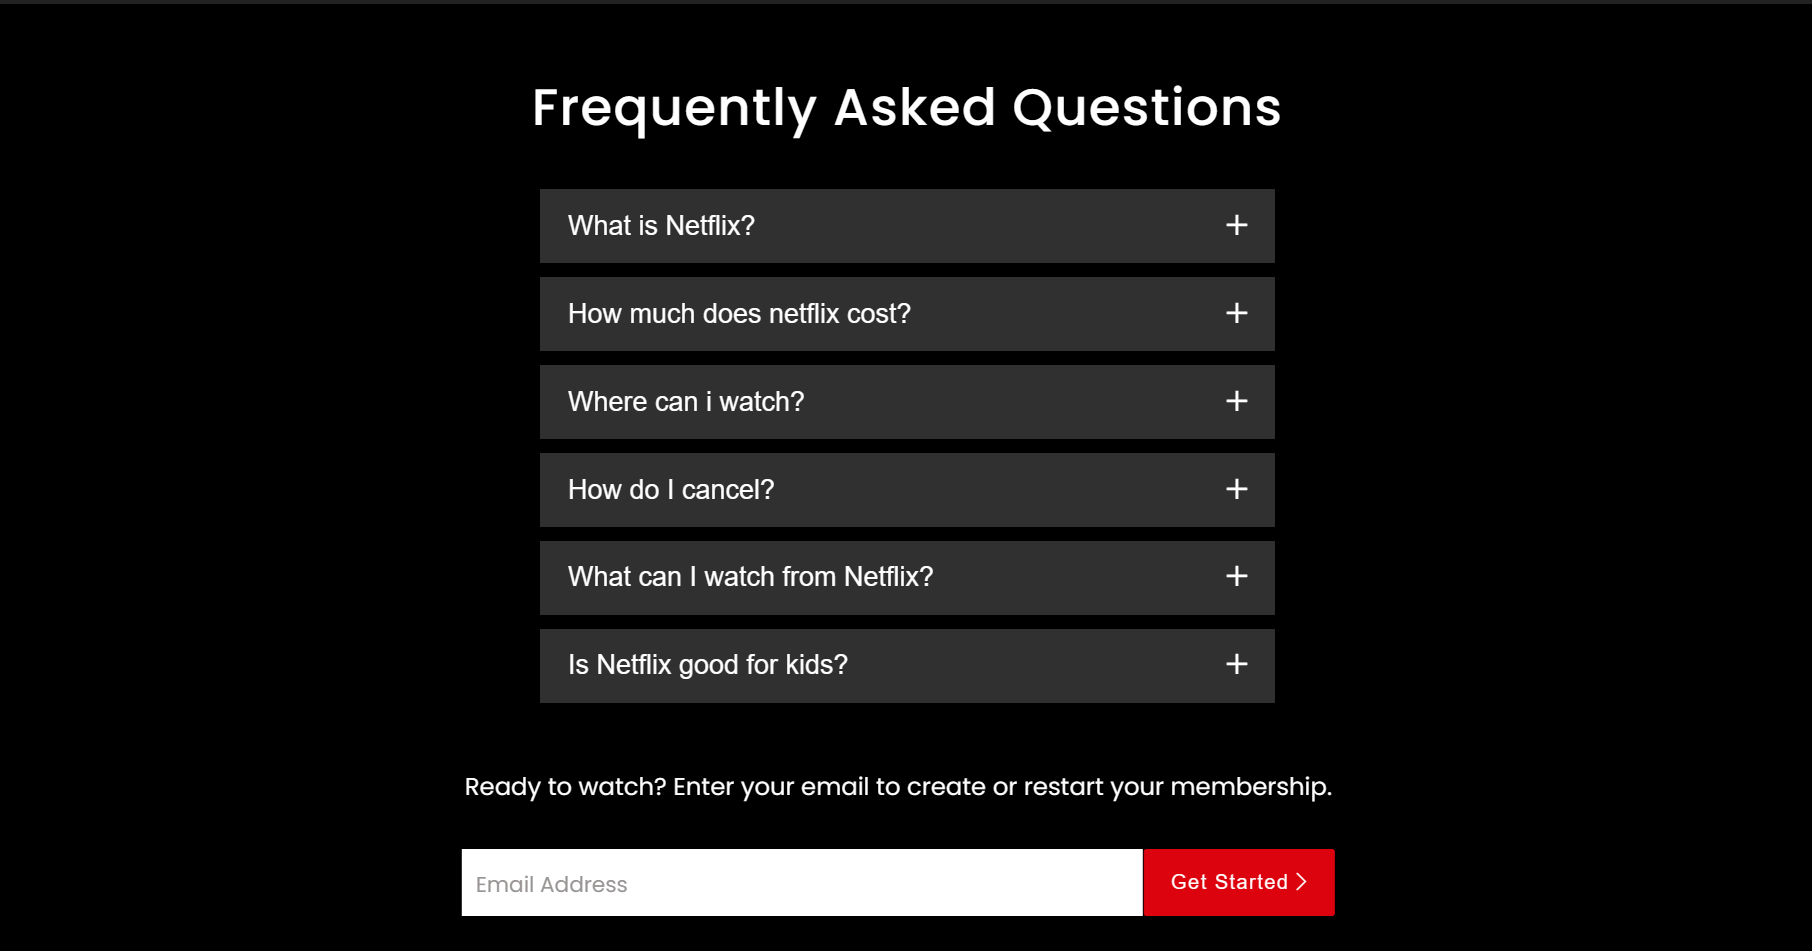 Frequently Asked Questions
What is Netflix?
How much does netflix cost?
Where can i watch?
How do I cancel?
What can I watch from Netflix?
Is Netflix good for kids?
Ready to watch? Enter your email to create or restart your membership.
Email Address
Get Started